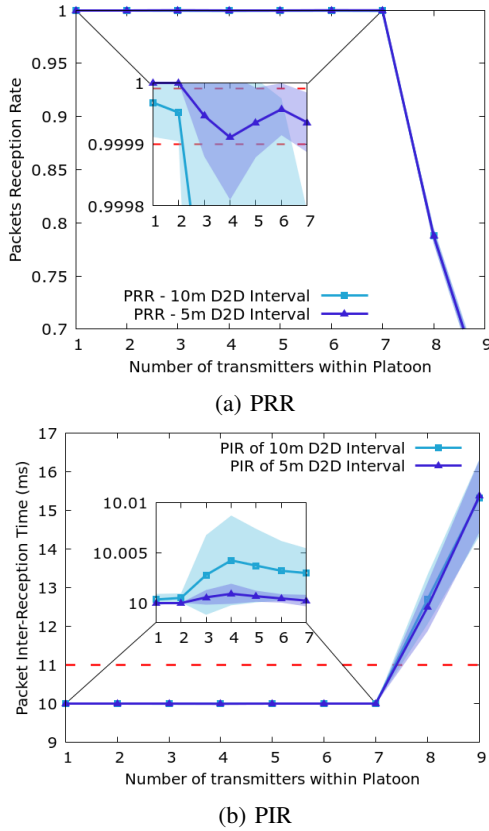 1
0.95
0.9
0.85
0.8
0.75
0.7
Packets Reception Rate
1
0.9999
0.9998
1 2 3 4 5 6 7
PRR - 10m D2D Interval
PRR - 5m D2D Interval
1 2 3 4 5 6 7 8 9
Number of transmitters within Platoon
(a) PRR
17
16
15
14
13
12
11
10
9
Packet Inter-Reception Time (ms)
PIR of 10m D2D Interval
PIR of 5m D2D Interval
10.01
10.005
10
1 2 3 4 5 6 7
1 2 3 4 5 6 7 8 9
Number of transmitters within Platoon
(b) PIR